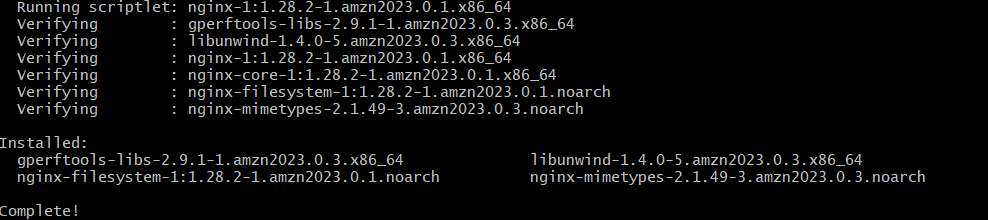 Running scriptlet: nginx-1:1.28.2-1.amzn2023.0.1.x86_64
Verifying        : gperftools-libs-2.9.1-1.amzn2023.0.3.x86_64
Verifying        : libunwind-1.4.0-5.amzn2023.0.3.x86_64
Verifying        : nginx-1:1.28.2-1.amzn2023.0.1.x86_64
Verifying        : nginx-core-1:1.28.2-1.amzn2023.0.1.x86_64
Verifying        : nginx-filesystem-1:1.28.2-1.amzn2023.0.1.noarch
Verifying        : nginx-mimetypes-2.1.49-3.amzn2023.0.3.noarch
Installed:
gperftools-libs-2.9.1-1.amzn2023.0.3.x86_64 libunwind-1.4.0-5.amzn2023.0.3.x86_64
nginx-filesystem-1:1.28.2-1.amzn2023.0.1.noarch nginx-mimetypes-2.1.49-3.amzn2023.0.3.noarch
Complete!